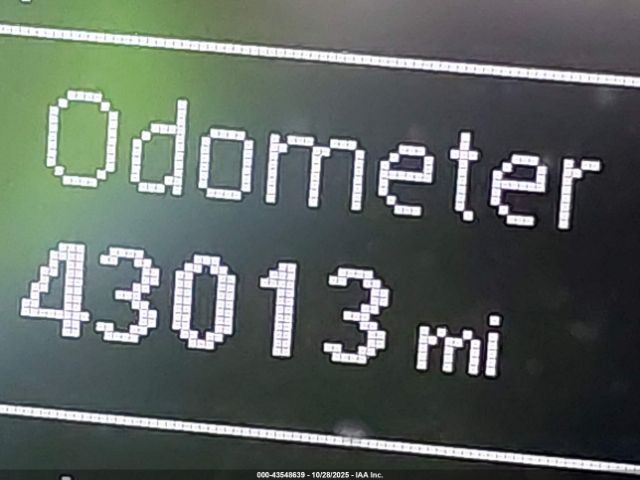 Odometer
43013 mi
000-43548639 - 10/28/2025 - IAA Inc.